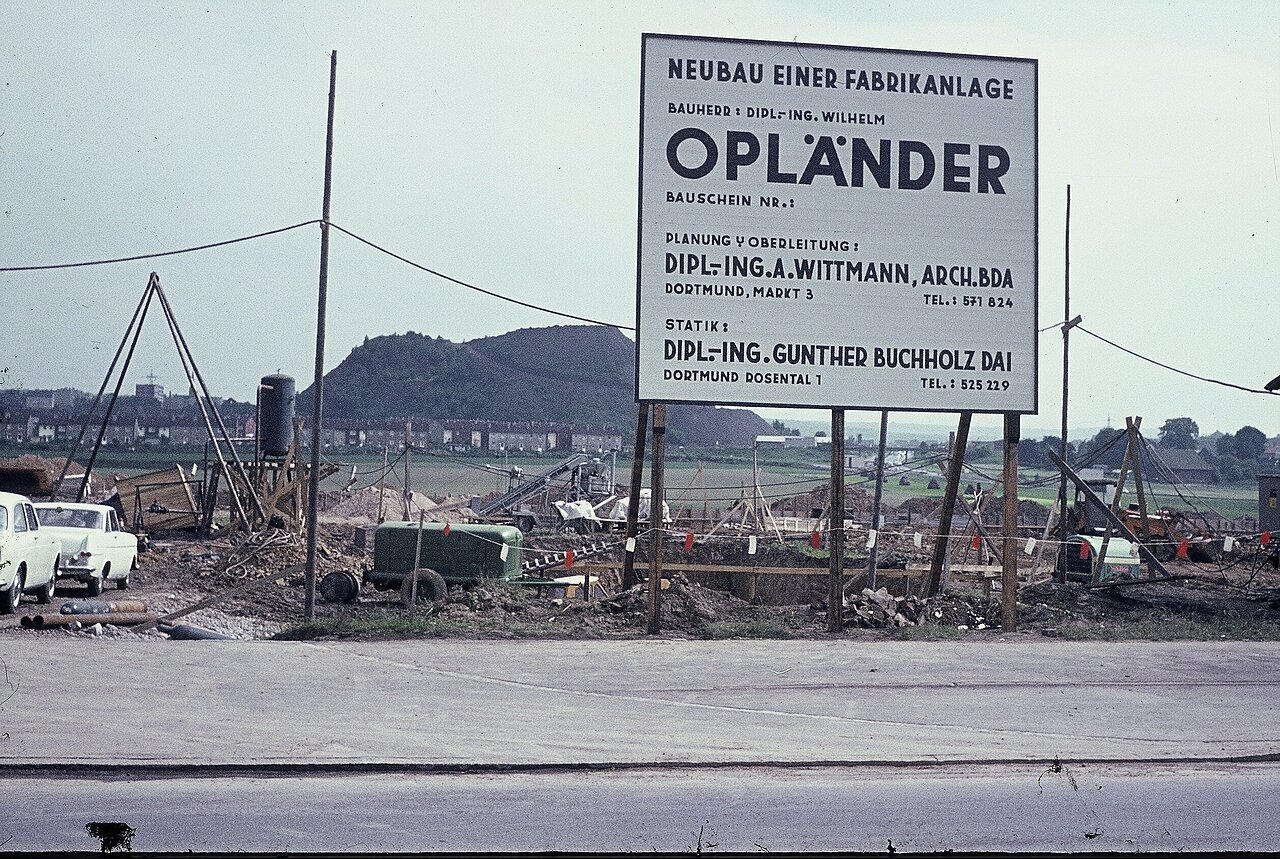 NEUBAU EINER FABRIKANLAGE
BAUHERR: DIPL.-ING. WILHELM
OPLÄNDER
BAUSCHEIN NR.:
PLANUNG U OBERLEITUNG:
DIPL.-ING. A. WITTMANN, ARCH. BDA
DORTMUND, MARKT 3 TEL.: 571 824
STATIK:
DIPL.-ING. GUNTHER BUCHHOLZ DAI
DORTMUND ROSENTAL 1 TEL.: 525 229